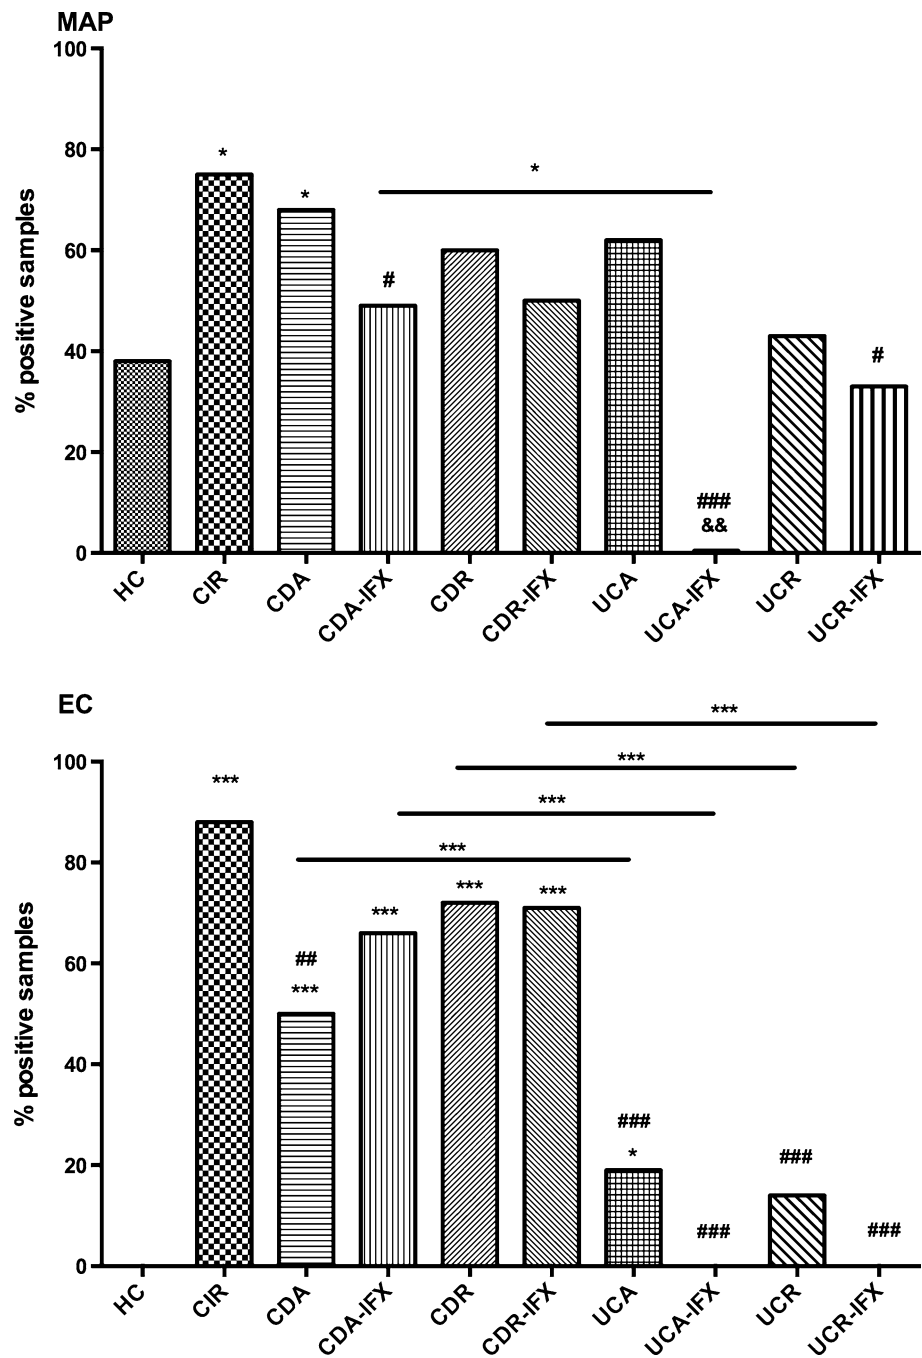 MAP
% positive samples
100
80
60
40
20
0
*
*
*
#
#
###
&&
HC
CIR
CDA
CDA-IFX
CDR
CDR-IFX
UCA
UCA-IFX
UCR
UCR-IFX
EC
% positive samples
100
80
60
40
20
0
***
***
***
***
***
***
***
***
##
***
###
*
###
###
###
HC
CIR
CDA
CDA-IFX
CDR
CDR-IFX
UCA
UCA-IFX
UCR
UCR-IFX